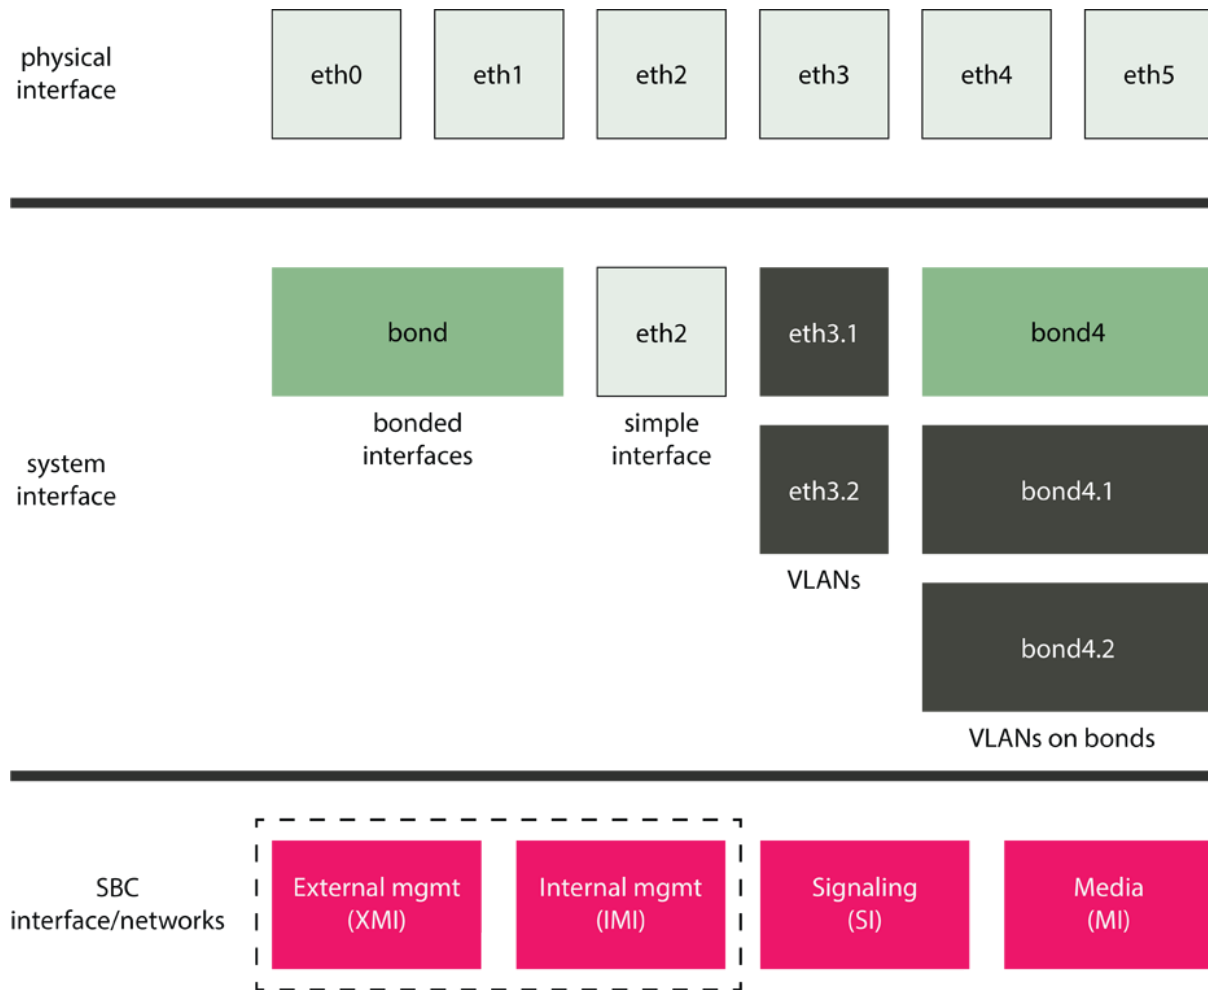 physical
interface
eth0
eth1
eth2
eth3
eth4
eth5
system
interface
bond
bonded
interfaces
eth2
simple
interface
eth3.1
eth3.2
VLANs
bond4
bond4.1
bond4.2
VLANs on bonds
SBC
interface/networks
External mgmt
(XMI)
Internal mgmt
(IMI)
Signaling
(SI)
Media
(MI)